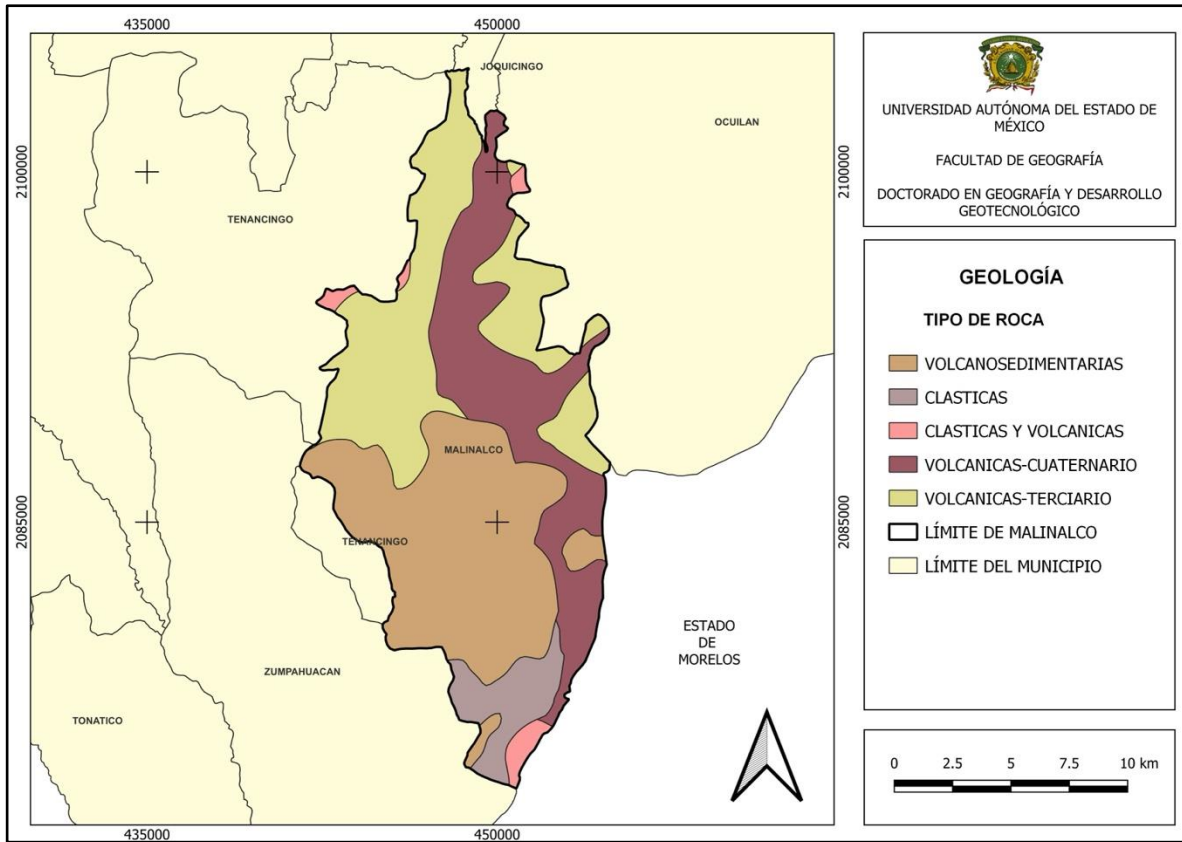 435000
450000
JOQUICINGO
OCUILAN
2100000
2100000
TENANCINGO
MALINALCO
2085000
2085000
TENANCINGO
ESTADO
DE
MORELOS
ZUMPAHUACAN
TONATICO
435000
450000
UNIVERSIDAD AUTÓNOMA DEL ESTADO DE
MÉXICO
FACULTAD DE GEOGRAFÍA
DOCTORADO EN GEOGRAFÍA Y DESARROLLO
GEOTECNOLÓGICO
GEOLOGÍA
TIPO DE ROCA
VOLCANOSEDIMENTARIAS
CLASTICAS
CLASTICAS Y VOLCANICAS
VOLCANICAS-CUATERNARIO
VOLCANICAS-TERCIARIO
LÍMITE DE MALINALCO
LÍMITE DEL MUNICIPIO
0 2.5 5 7.5 10 km